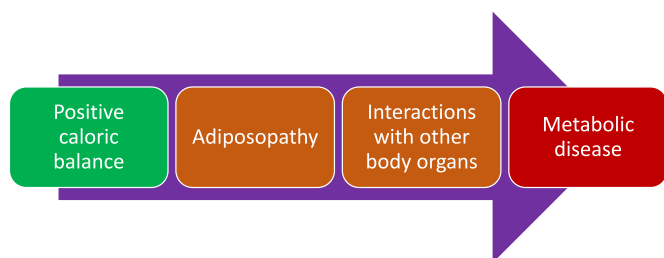 Positive
caloric
balance
Adiposopathy
Interactions
with other
body organs
Metabolic
disease